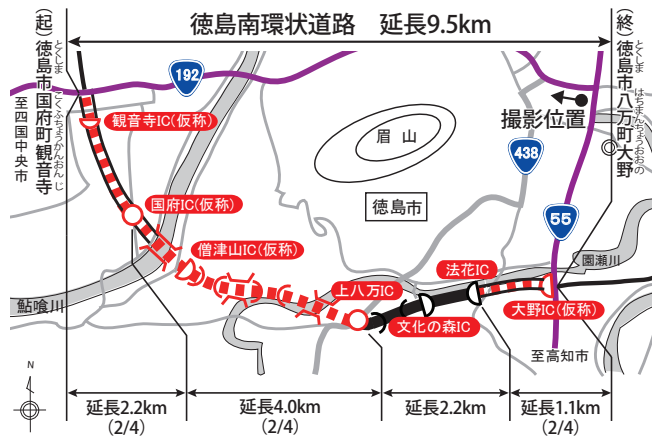 徳島南環状道路　延長9.5km
（起）徳島市国府町観音寺
とくしま
こくふちょうかんおんじ
至四国中央市
（終）徳島市八万町大野
とくしま
はちまんちょうおおの
192
撮影位置
観音寺IC(仮称)
眉山
438
徳島市
国府IC(仮称)
55
僧津山IC(仮称)
園瀬川
法花IC
上八万IC
大野IC(仮称)
鮎喰川
文化の森IC
至高知市
N
延長2.2km
(2/4)
延長4.0km
(2/4)
延長2.2km
延長1.1km
(2/4)